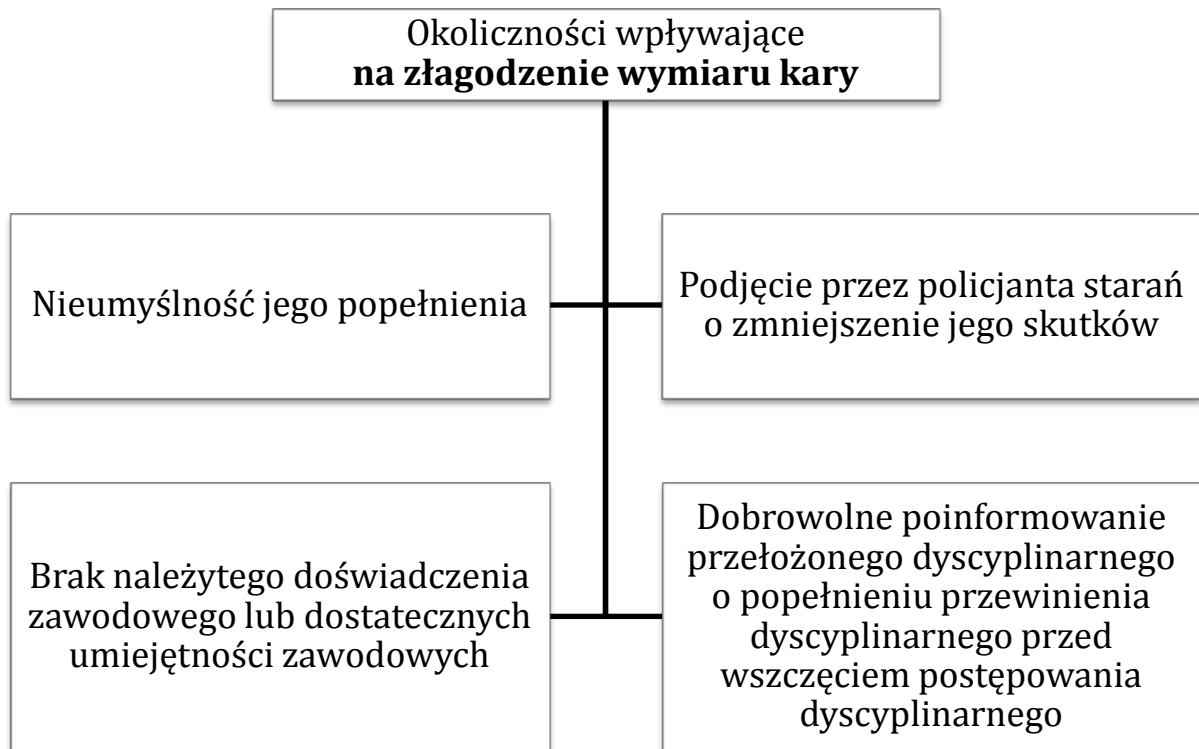 Okoliczności wpływające
na złagodzenie wymiaru kary
Nieumyślność jego popełnienia
Podjęcie przez policjanta starań
o zmniejszenie jego skutków
Brak należytego doświadczenia
zawodowego lub dostatecznych
umiejętności zawodowych
Dobrowolne poinformowanie
przełożonego dyscyplinarnego
o popełnieniu przewinienia
dyscyplinarnego przed
wszczęciem postępowania
dyscyplinarnego